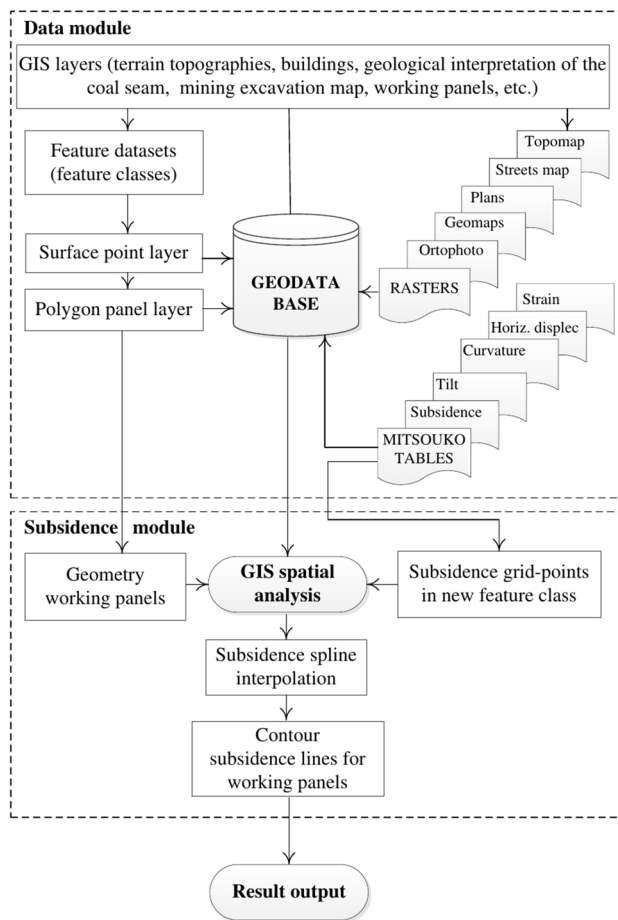 Data module
GIS layers (terrain topographies, buildings, geological interpretation of the
coal seam, mining excavation map, working panels, etc.)
Feature datasets
(feature classes)
Surface point layer
Polygon panel layer
GEODATA
BASE
Topomap
Streets map
Plans
Geomaps
Ortophoto
RASTERS
Strain
Horiz. displec
Curvature
Tilt
Subsidence
MITSOUKO
TABLES
Subsidence module
Geometry
working panels
GIS spatial
analysis
Subsidence grid-points
in new feature class
Subsidence spline
interpolation
Contour
subsidence lines for
working panels
Result output